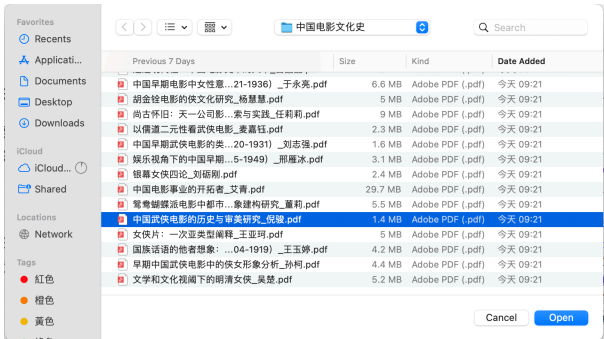 Favorites
Recents
Applicati...
Documents
Desktop
Downloads
iCloud
iCloud...
Shared
Locations
Network
Tags
紅色
橙色
黃色
中国电影文化史
Search
Previous 7 Days Size Kind Date Added
中国早期电影中女性意...21-1936）_于永亮.pdf 6.6 MB Adobe PDF (.pdf) 今天 09:21
胡金铨电影的侠文化研究_杨慧慧.pdf 5 MB Adobe PDF (.pdf) 今天 09:21
尚古怀旧：天一公司影...索与实践_任莉莉.pdf 9 MB Adobe PDF (.pdf) 今天 09:21
以儒道二元性看武侠电影_麦嘉钰.pdf 2.3 MB Adobe PDF (.pdf) 今天 09:21
中国早期武侠电影的类...20-1931）_刘志强.pdf 1.6 MB Adobe PDF (.pdf) 今天 09:21
娱乐视角下的中国早期...5-1949）_邢雁冰.pdf 3.1 MB Adobe PDF (.pdf) 今天 09:21
银幕女侠四论_刘砺刚.pdf 2.4 MB Adobe PDF (.pdf) 今天 09:21
中国电影事业的开拓者_艾青.pdf 29.7 MB Adobe PDF (.pdf) 今天 09:21
鸳鸯蝴蝶派电影中都市...象建构研究_董莉.pdf 5.5 MB Adobe PDF (.pdf) 今天 09:21
中国武侠电影的历史与审美研究_倪骏.pdf 1.4 MB Adobe PDF (.pdf) 今天 09:21
女侠片：一次亚类型阐释_王亚珂.pdf 5 MB Adobe PDF (.pdf) 今天 09:21
国族话语的他者想象：...04-1919）_王玉婷.pdf 4.2 MB Adobe PDF (.pdf) 今天 09:21
早期中国武侠电影中的侠女形象分析_孙柯.pdf 4.4 MB Adobe PDF (.pdf) 今天 09:21
文学和文化视阈下的明清女侠_吴楚.pdf 5.2 MB Adobe PDF (.pdf) 今天 09:21
Cancel Open